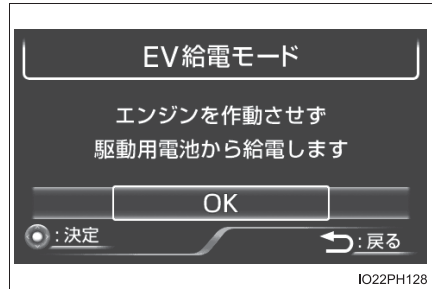 EV給電モード
エンジンを作動させず
駆動用電池から給電します
OK
:決定
:戻る
IO22PH128